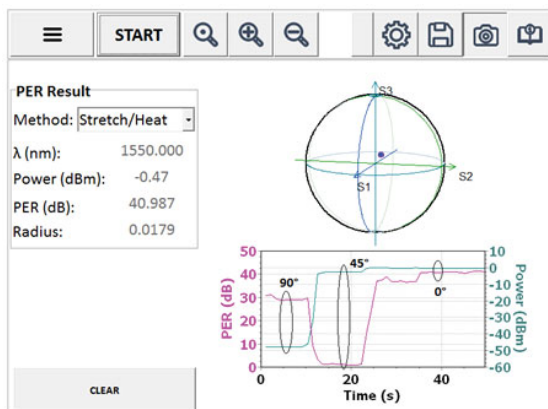 START
PER Result
Method: Stretch/Heat
λ (nm): 1550.000
Power (dBm): -0.47
PER (dB): 40.987
Radius: 0.0179
CLEAR
S3
S1
S2
50
40
30
20
10
0
PER (dB)
90°
45°
0°
10
0
-10
-20
-30
-40
-50
-60
Power (dBm)
0 20 40
Time (s)